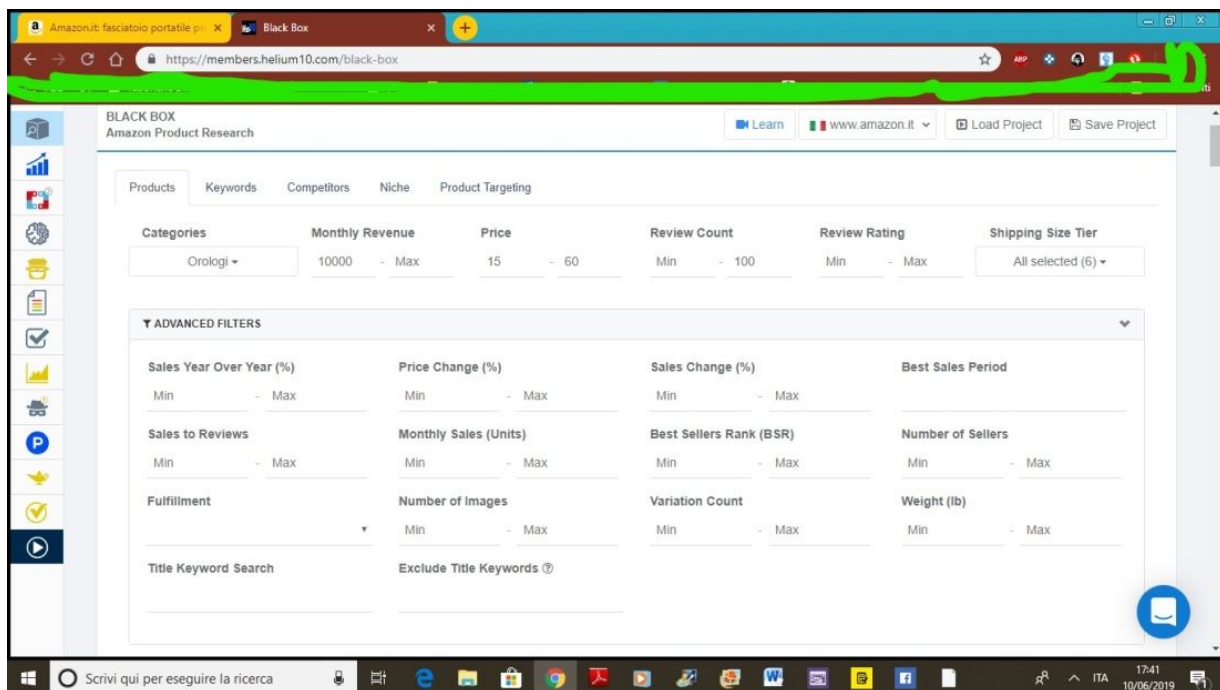 Amazon.it: fasciatoio portatile pi
Black Box
https://members.helium10.com/black-box
ABP
BLACK BOX
Amazon Product Research
Learn
www.amazon.it
Load Project
Save Project
Products Keywords Competitors Niche Product Targeting
Categories Monthly Revenue Price Review Count Review Rating Shipping Size Tier
Orologi 10000 - Max 15 - 60 Min - 100 Min - Max All selected (6)
ADVANCED FILTERS
Sales Year Over Year (%) Price Change (%) Sales Change (%) Best Sales Period
Min - Max Min - Max Min - Max
Sales to Reviews Monthly Sales (Units) Best Sellers Rank (BSR) Number of Sellers
Min - Max Min - Max Min - Max Min - Max
Fulfillment Number of Images Variation Count Weight (lb)
Min - Max Min - Max Min - Max
Title Keyword Search Exclude Title Keywords
Scrivi qui per eseguire la ricerca
ITA
17:41
10/06/2019